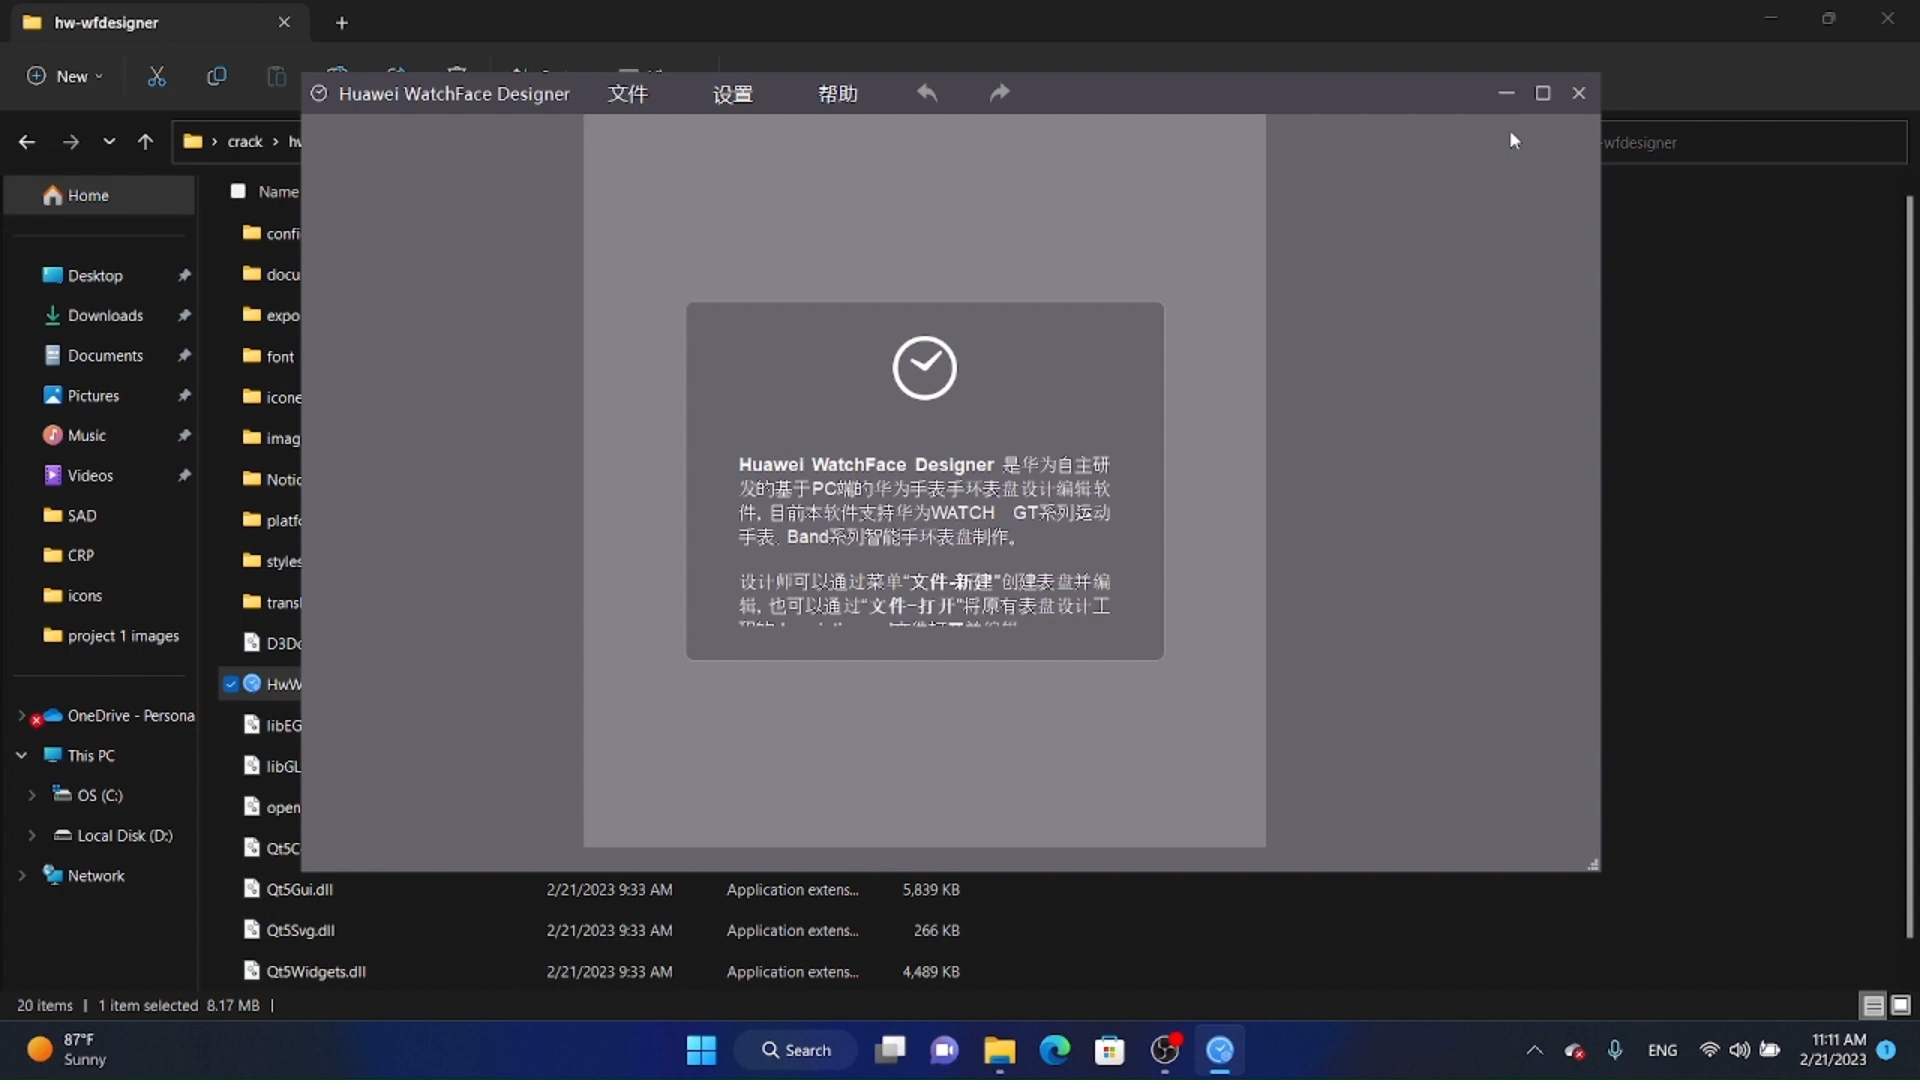 hw-wfdesigner
New
Huawei WatchFace Designer 文件 设置 帮助
crack
-wfdesigner
Home
Name
Desktop
Downloads
Documents
Pictures
Music
Videos
SAD
CRP
icons
project 1 images
OneDrive - Persona
This PC
OS (C:)
Local Disk (D:)
Network
confi
docu
expo
font
icone
imag
Notic
platfo
styles
transl
D3Dc
HwW
libEG
libGL
open
Qt5C
Huawei WatchFace Designer 是华为自主研
发的基于PC端的华为手表手环表盘设计编辑软
件, 目前本软件支持华为WATCH GT系列运动
手表、Band系列智能手环表盘制作。
设计师可以通过菜单“文件-新建”创建表盘并编
辑, 也可以通过“文件-打开”将原有表盘设计工
Qt5Gui.dll 2/21/2023 9:33 AM Application extens... 5,839 KB
Qt5Svg.dll 2/21/2023 9:33 AM Application extens... 266 KB
Qt5Widgets.dll 2/21/2023 9:33 AM Application extens... 4,489 KB
20 items 1 item selected 8.17 MB
87°F
Sunny
Search
ENG
11:11 AM
2/21/2023
1